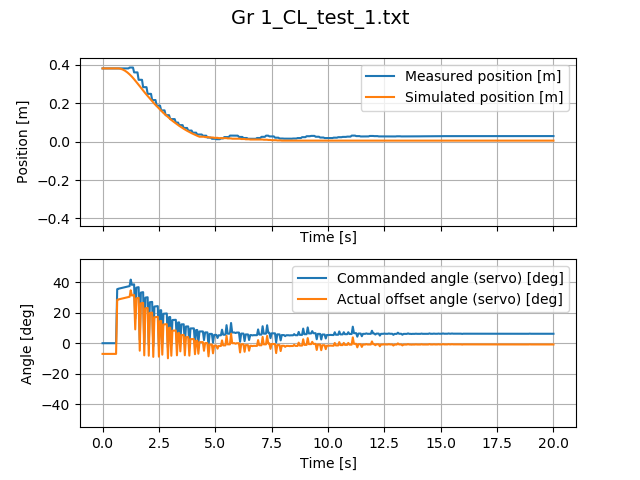 Gr 1_CL_test_1.txt
Measured position [m]
Simulated position [m]
Position [m]
0.4
0.2
0.0
−0.2
−0.4
Time [s]
Commanded angle (servo) [deg]
Actual offset angle (servo) [deg]
Angle [deg]
40
20
0
−20
−40
0.0 2.5 5.0 7.5 10.0 12.5 15.0 17.5 20.0
Time [s]